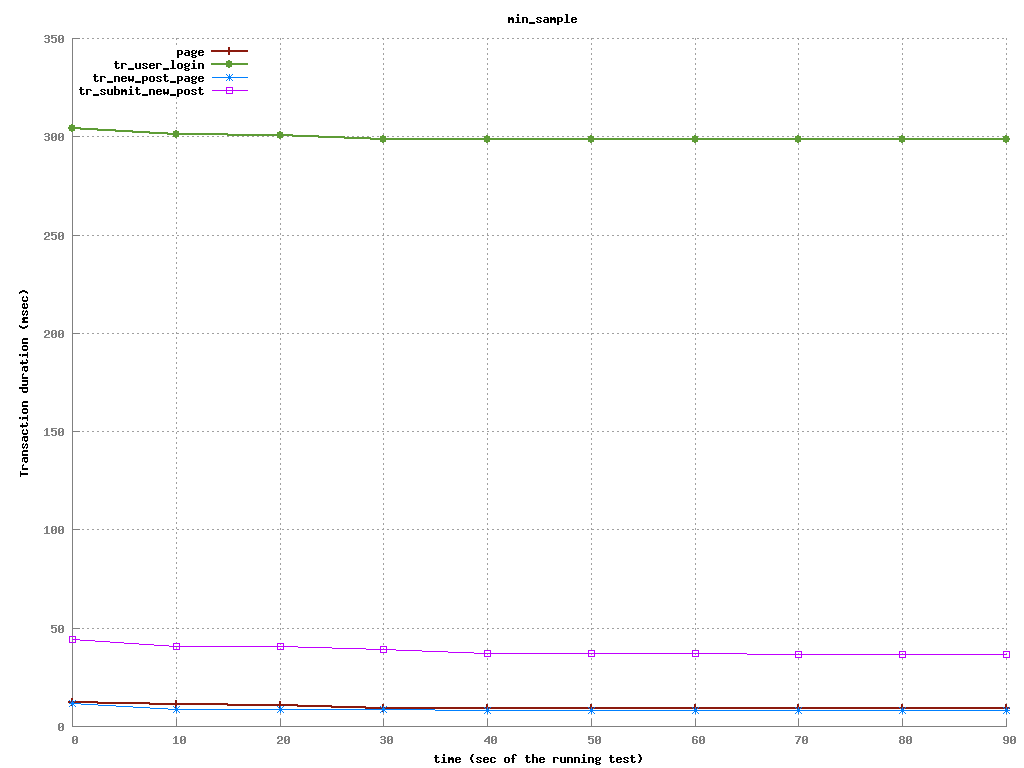 min_sample
350
300
250
200
150
100
50
0
page
tr_user_login
tr_new_post_page
tr_submit_new_post
Transaction duration (msec)
0 10 20 30 40 50 60 70 80 90
time (sec of the running test)